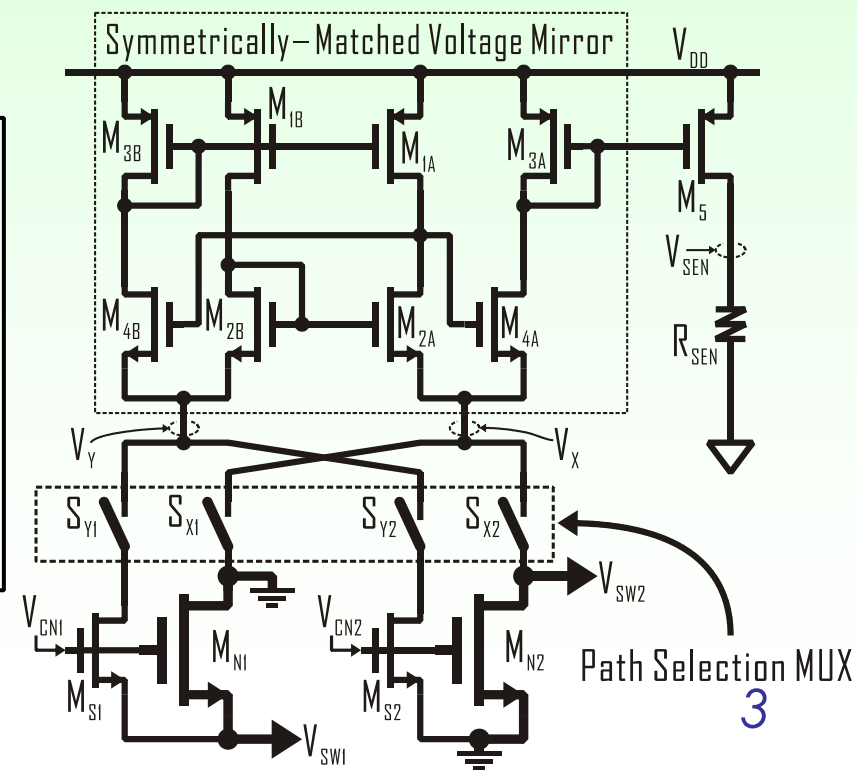 Symmetrically–Matched Voltage Mirror
V_DD
M_3B
M_1B
M_1A
M_3A
M_5
V_SEN
M_4B
M_2B
M_2A
M_4A
R_SEN
V_Y
V_X
S_Y1
S_X1
S_Y2
S_X2
V_SW2
V_CN1
M_N1
V_CN2
M_N2
Path Selection MUX
M_S1
M_S2
3
V_SW1